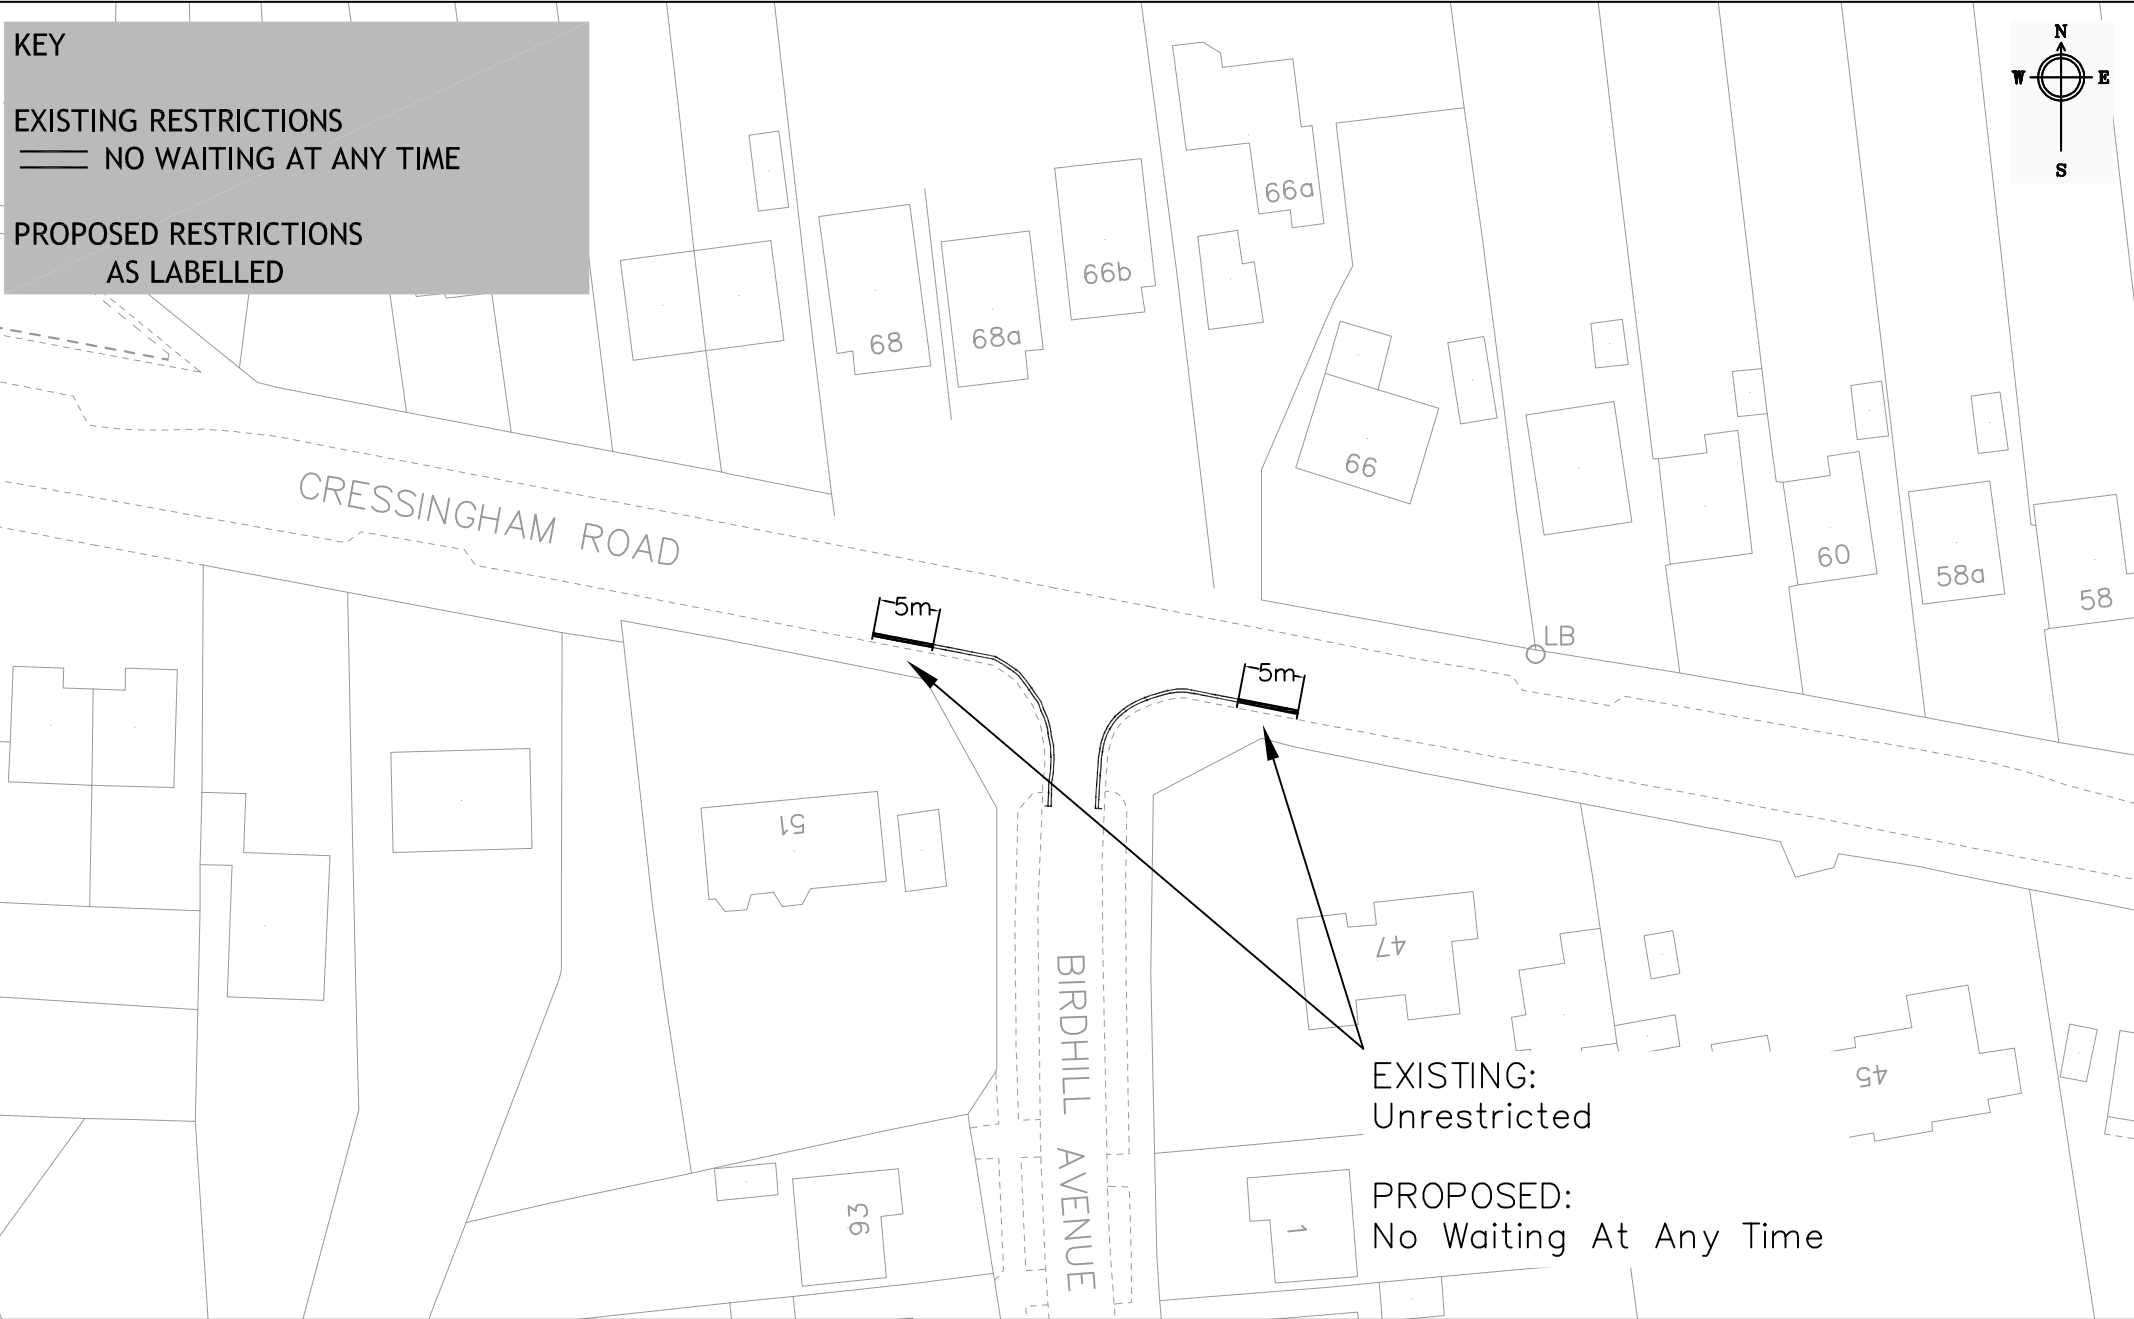 KEY
EXISTING RESTRICTIONS
NO WAITING AT ANY TIME
PROPOSED RESTRICTIONS
AS LABELLED
N
W E
S
66a
66b
68
68a
66
60
58a
58
CRESSINGHAM ROAD
5m
LB
5m
51
47
45
BIRDHILL AVENUE
EXISTING:
Unrestricted
PROPOSED:
No Waiting At Any Time
93
1